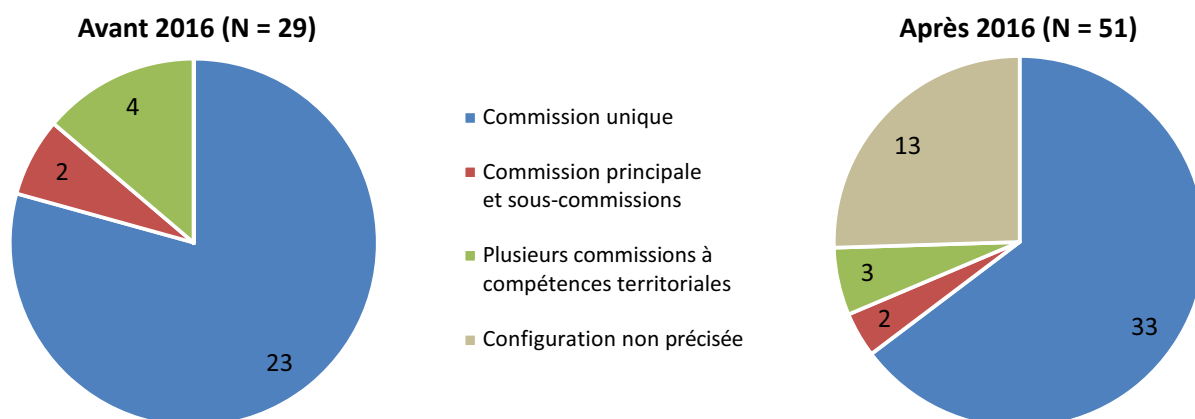 Avant 2016 (N = 29)
4
2
23
Commission unique
Commission principale
et sous-commissions
Plusieurs commissions à
compétences territoriales
Configuration non précisée
Après 2016 (N = 51)
13
3
2
33